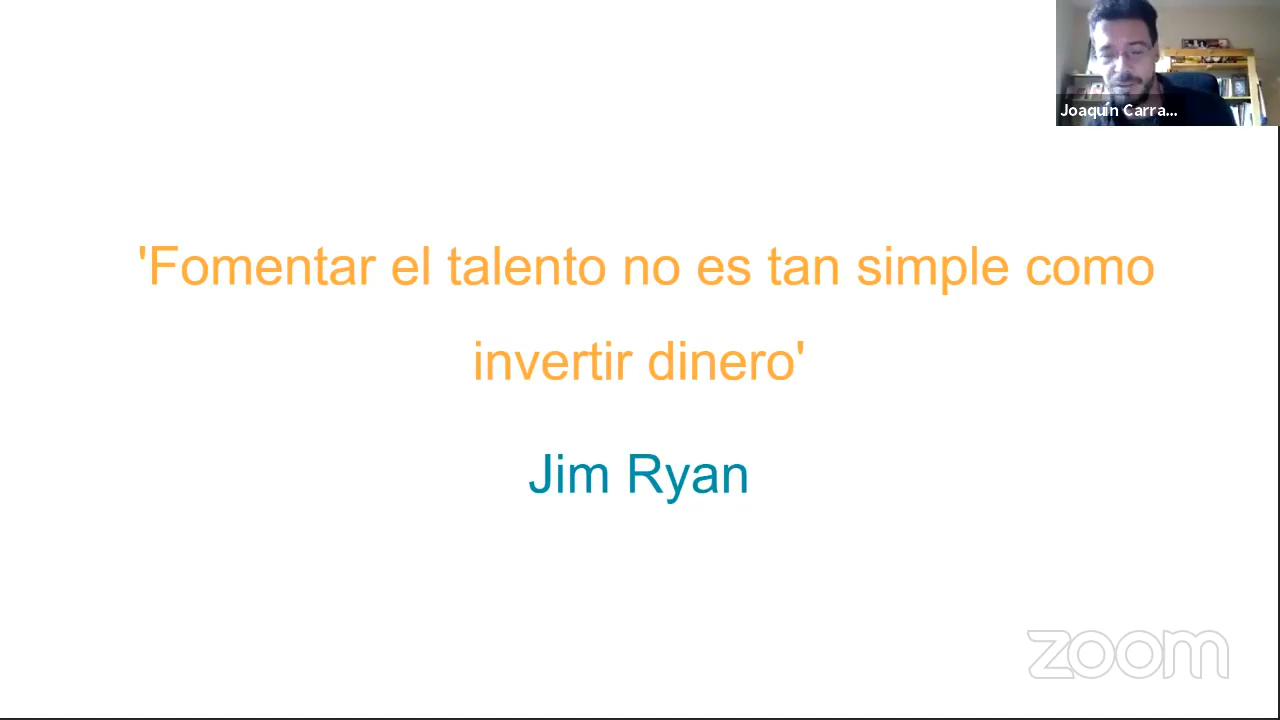 Joaquín Carra...
'Fomentar el talento no es tan simple como
invertir dinero'
Jim Ryan
zoom